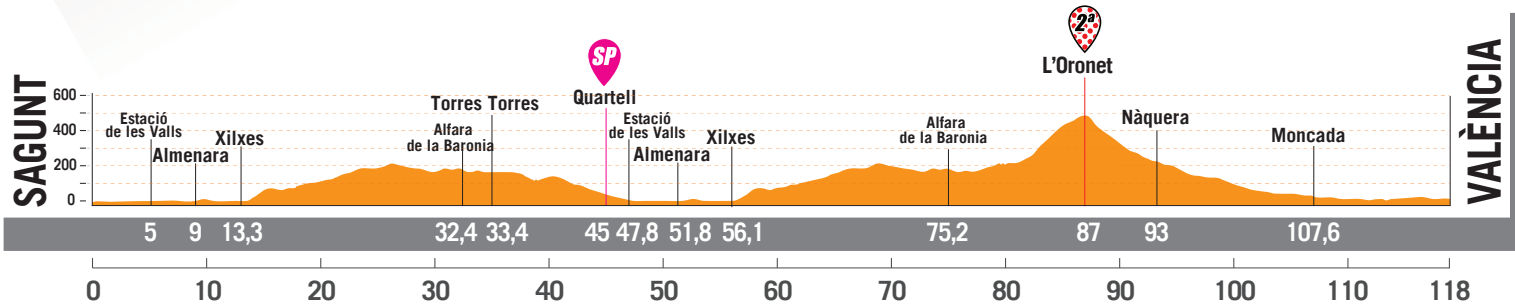 SAGUNT
600
400
200
0
Estació
de les Valls
Almenara
Xilxes
Torres Torres
Alfara
de la Baronia
SP
Quartell
Estació
de les Valls
Almenara
Xilxes
Alfara
de la Baronia
2ª
L'Oronet
Nàquera
Moncada
VALÈNCIA
5 9 13,3 32,4 33,4 45 47,8 51,8 56,1 75,2 87 93 107,6
0 10 20 30 40 50 60 70 80 90 100 110 118